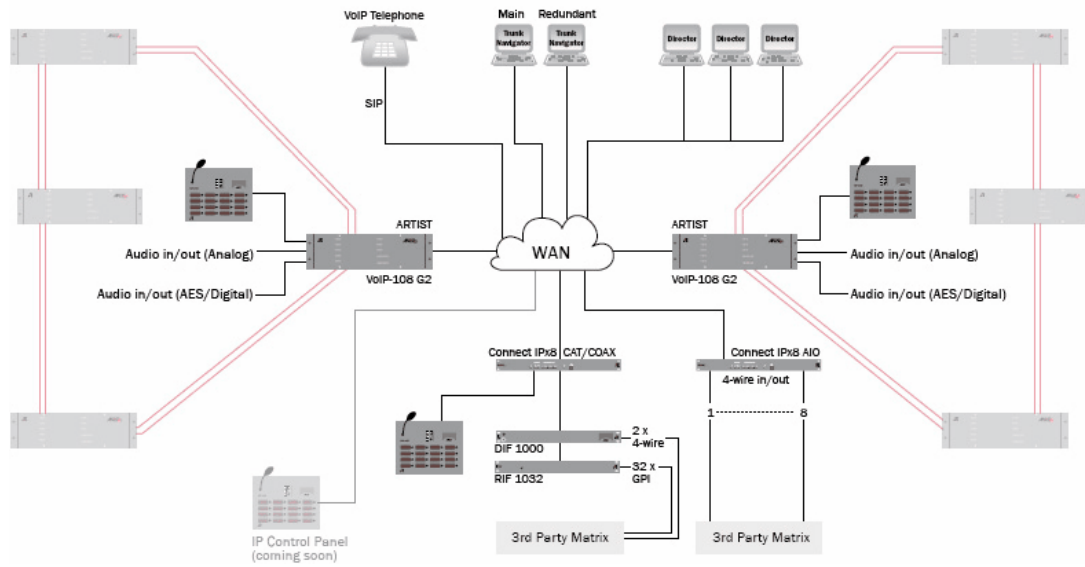 VoIP Telephone
Main
Redundant
Trunk
Navigator
Trunk
Navigator
Director
Director
Director
SIP
ARTIST
Audio in/out (Analog)
Audio in/out (AES/Digital)
VoIP-108 G2
WAN
ARTIST
VoIP-108 G2
Audio in/out (Analog)
Audio in/out (AES/Digital)
Connect IPx8 CAT/COAX
Connect IPx8 AIO
4-wire in/out
1
8
DIF 1000
2 x
4-wire
RIF 1032
32 x
GPI
3rd Party Matrix
3rd Party Matrix
IP Control Panel
(coming soon)